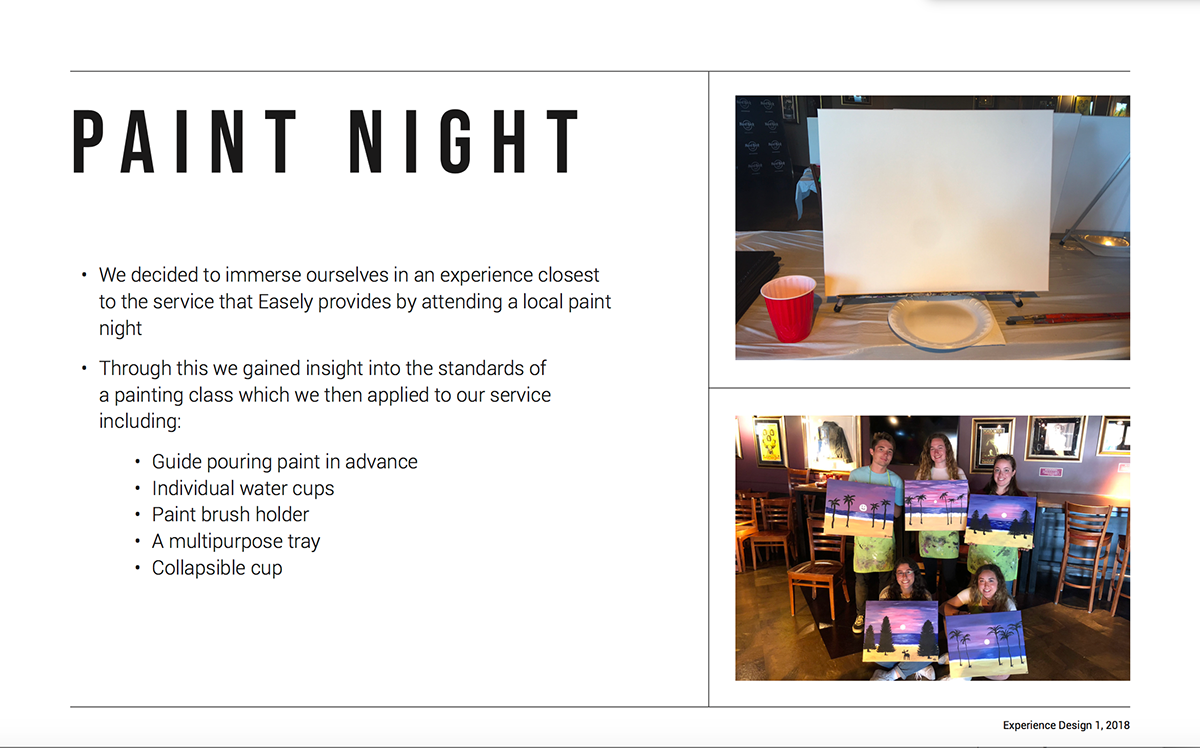 PAINT NIGHT
• We decided to immerse ourselves in an experience closest
to the service that Easely provides by attending a local paint
night
• Through this we gained insight into the standards of
a painting class which we then applied to our service
including:
• Guide pouring paint in advance
• Individual water cups
• Paint brush holder
• A multipurpose tray
• Collapsible cup
Experience Design 1, 2018